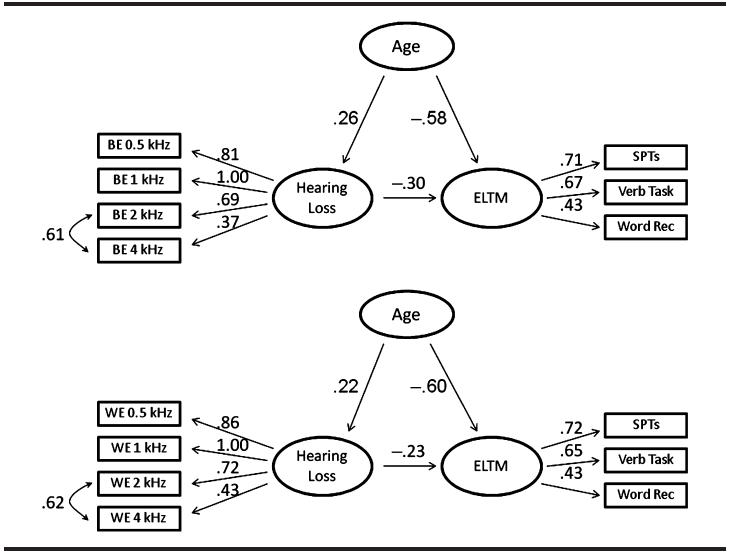 Age
.26
−.58
BE 0.5 kHz
BE 1 kHz
BE 2 kHz
BE 4 kHz
.61
.81
1.00
.69
.37
Hearing
Loss
−.30
ELTM
.71
.67
.43
SPTs
Verb Task
Word Rec
Age
.22
−.60
WE 0.5 kHz
WE 1 kHz
WE 2 kHz
WE 4 kHz
.62
.86
1.00
.72
.43
Hearing
Loss
−.23
ELTM
.72
.65
.43
SPTs
Verb Task
Word Rec